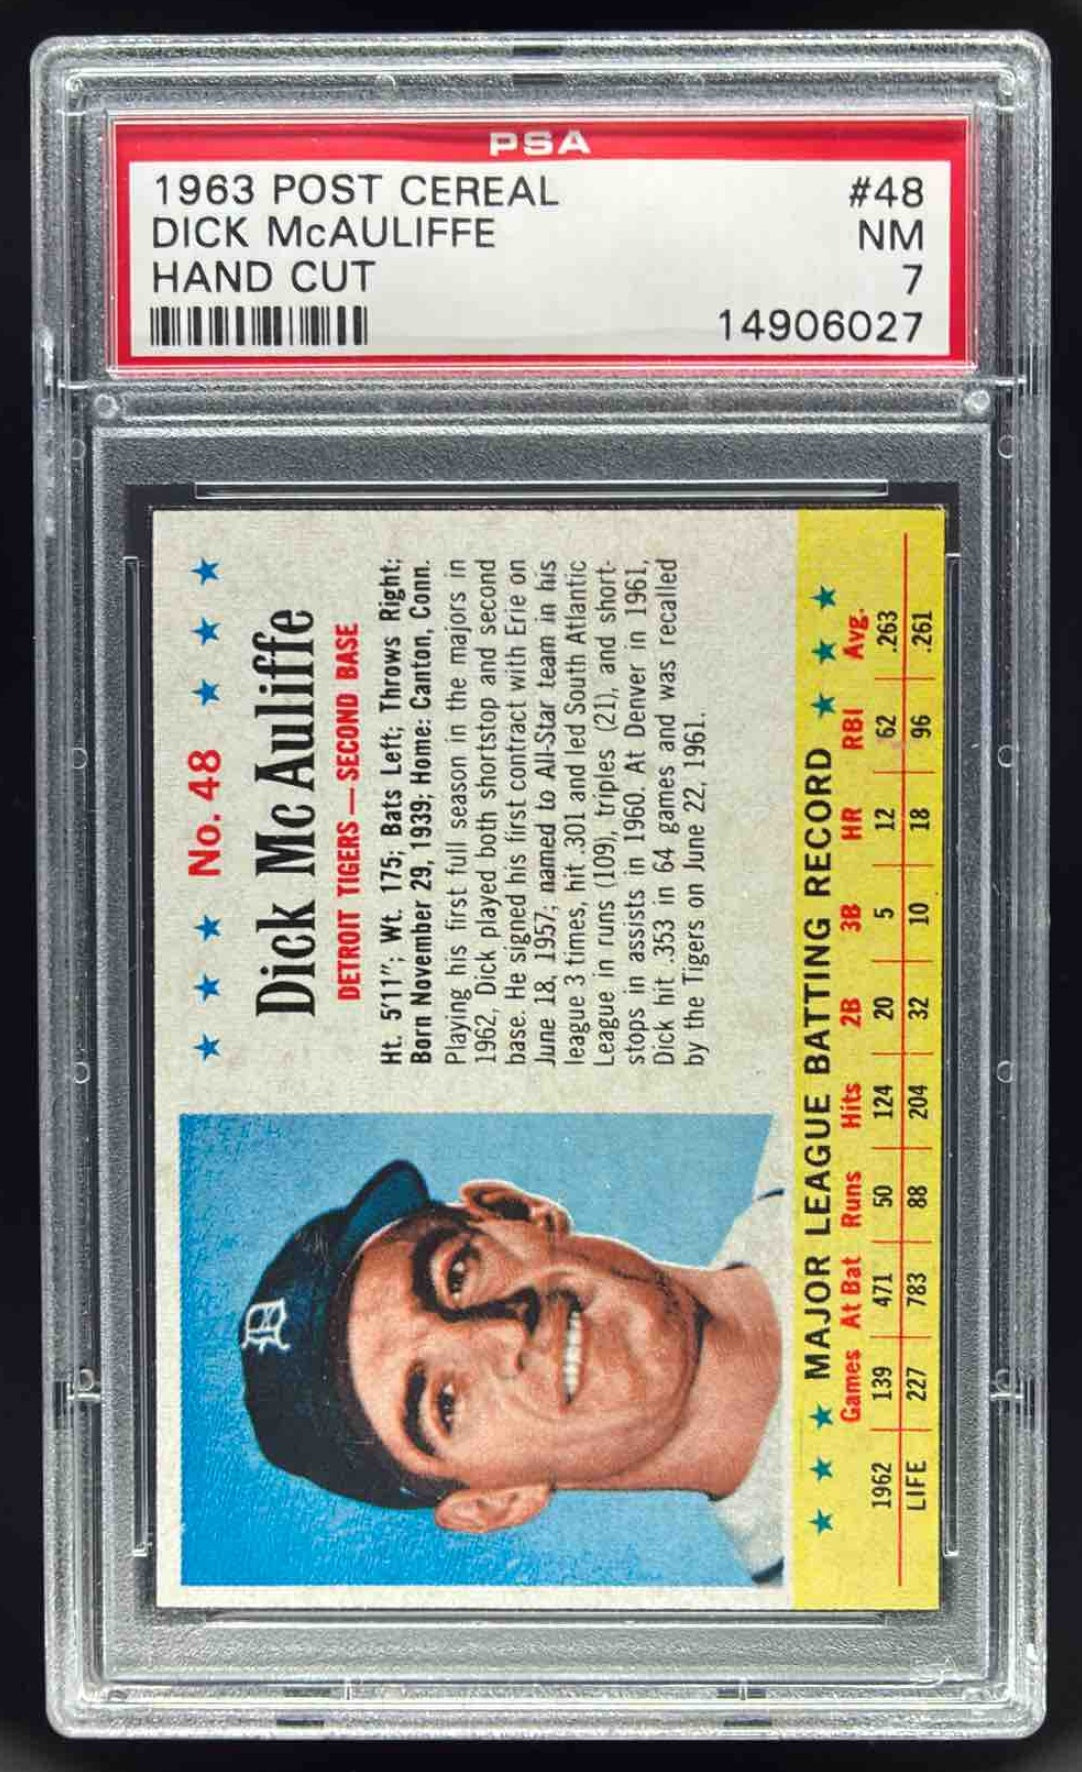 PSA
1963 POST CEREAL #48
DICK McAULIFFE NM
HAND CUT 7
14906027
No. 48
Dick Mc Auliffe
DETROIT TIGERS — SECOND BASE
Ht. 5'11"; Wt. 175; Bats Left; Throws Right;
Born November 29, 1939; Home: Canton, Conn.
Playing his first full season in the majors in
1962, Dick played both shortstop and second
base. He signed his first contract with Erie on
June 18, 1957; named to All-Star team in his
league 3 times, hit .301 and led South Atlantic
League in runs (109), triples (21), and short-
stops in assists in 1960. At Denver in 1961,
Dick hit .353 in 64 games and was recalled
by the Tigers on June 22, 1961.
D
MAJOR LEAGUE BATTING RECORD
Games At Bat Runs Hits 2B 3B HR RBI Avg.
1962 139 471 50 124 20 5 12 62 .263
LIFE 227 783 88 204 32 10 18 96 .261